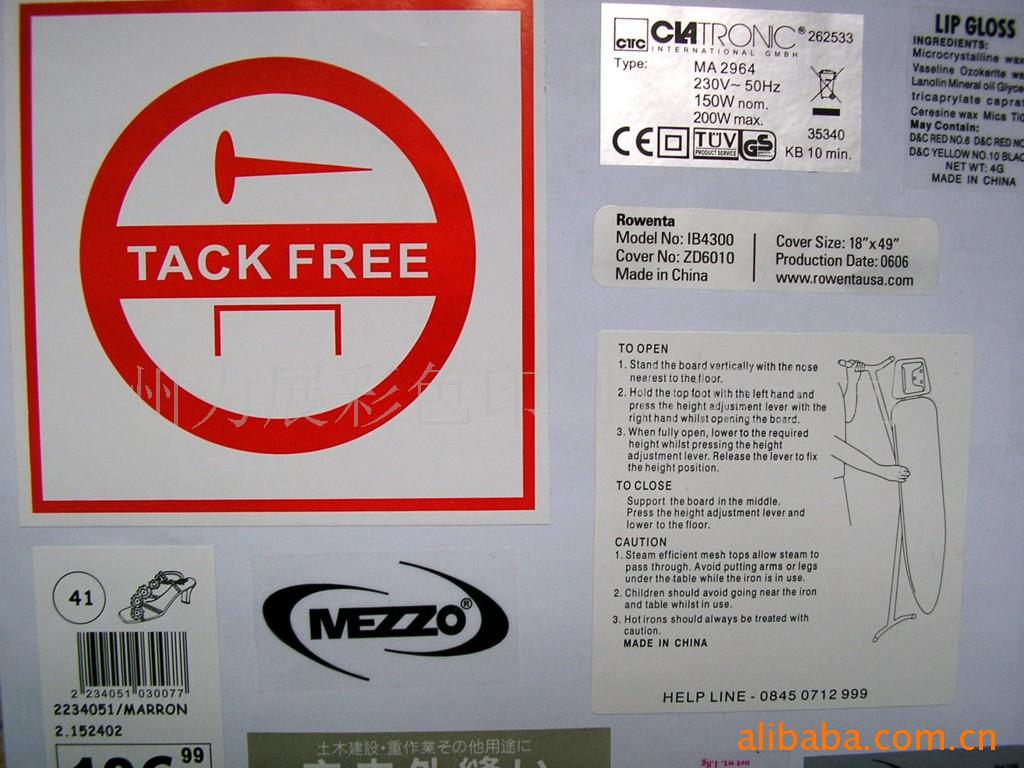 TACK FREE
CTC CLATRONIC® 262533
INTERNATIONAL GMBH
Type: MA 2964
230V~ 50Hz
150W nom.
200W max.
35340
CE TÜV GS KB 10 min.
PRODUCT SERVICE
LIP GLOSS
INGREDIENTS:
Microcrystalline wax
Vaseline Ozokerite
Lanolin Mineral oil
tricaprylate
Ceresine wax Mica
May Contain:
D&C RED NO.6 D&C RED
D&C YELLOW NO.10
NET WT: 4G
MADE IN CHINA
Rowenta
Model No: IB4300
Cover No: ZD6010
Made in China
Cover Size: 18"x 49"
Production Date: 0606
www.rowentausa.com
TO OPEN
1. Stand the board vertically with the nose
nearest to the floor.
2. Hold the top foot with the left hand and
press the height adjustment lever with the
right hand whilst opening the board.
3. When fully open, lower to the required
height whilst pressing the height
adjustment lever. Release the lever to fix
the height position.
TO CLOSE
Support the board in the middle.
Press the height adjustment lever and
lower to the floor.
CAUTION
1. Steam efficient mesh tops allow steam to
pass through. Avoid putting arms or legs
under the table while the iron is in use.
2. Children should avoid going near the iron
and table whilst in use.
3. Hot irons should always be treated with
caution.
MADE IN CHINA
HELP LINE - 0845 0712 999
州力展彩色印
41
2 234051 030077
2234051/MARRON
2.152402
99
MEZZO®
土木建設・重作業その他用途に
net wt. 1.8g
alibaba.com.cn